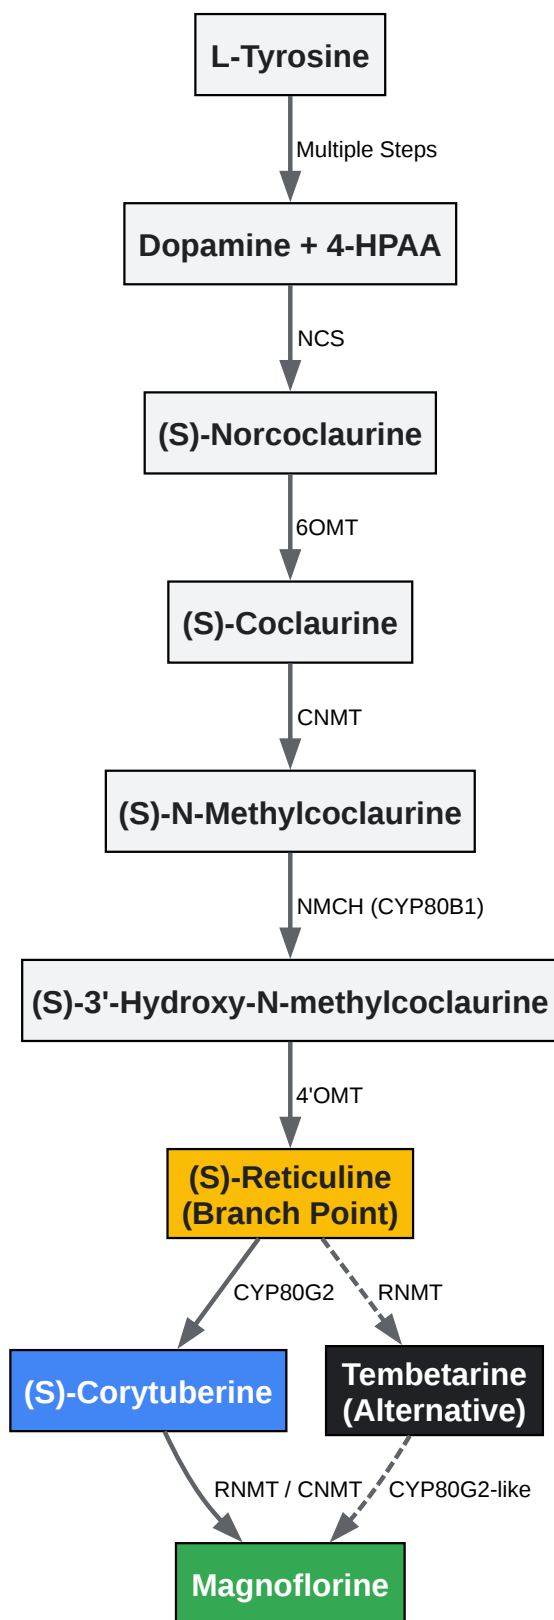 L-Tyrosine
Multiple Steps
Dopamine + 4-HPAA
NCS
(S)-Norcoclaurine
6OMT
(S)-Coclaurine
CNMT
(S)-N-Methylcoclaurine
NMCH (CYP80B1)
(S)-3'-Hydroxy-N-methylcoclaurine
4'OMT
(S)-Reticuline
(Branch Point)
CYP80G2
RNMT
(S)-Corytuberine
Tembetarine
(Alternative)
RNMT / CNMT
CYP80G2-like
Magnoflorine